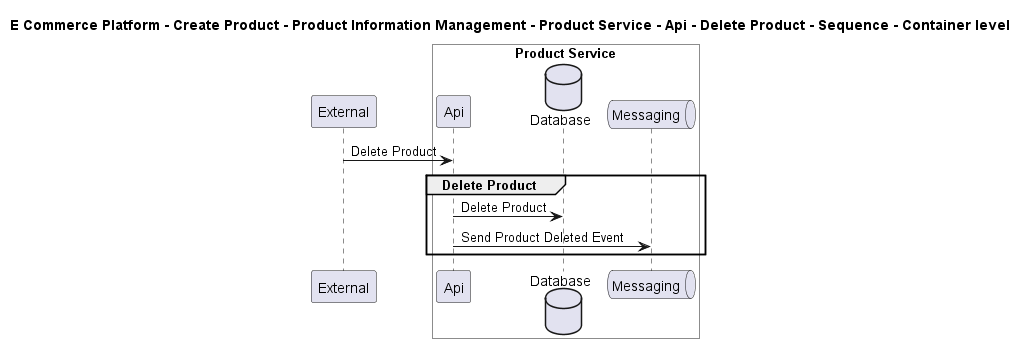 E Commerce Platform - Create Product - Product Information Management - Product Service - Api - Delete Product - Sequence - Container level
Product Service
External
Api
Database
Messaging
Delete Product
Delete Product
Delete Product
Send Product Deleted Event
External
Api
Database
Messaging